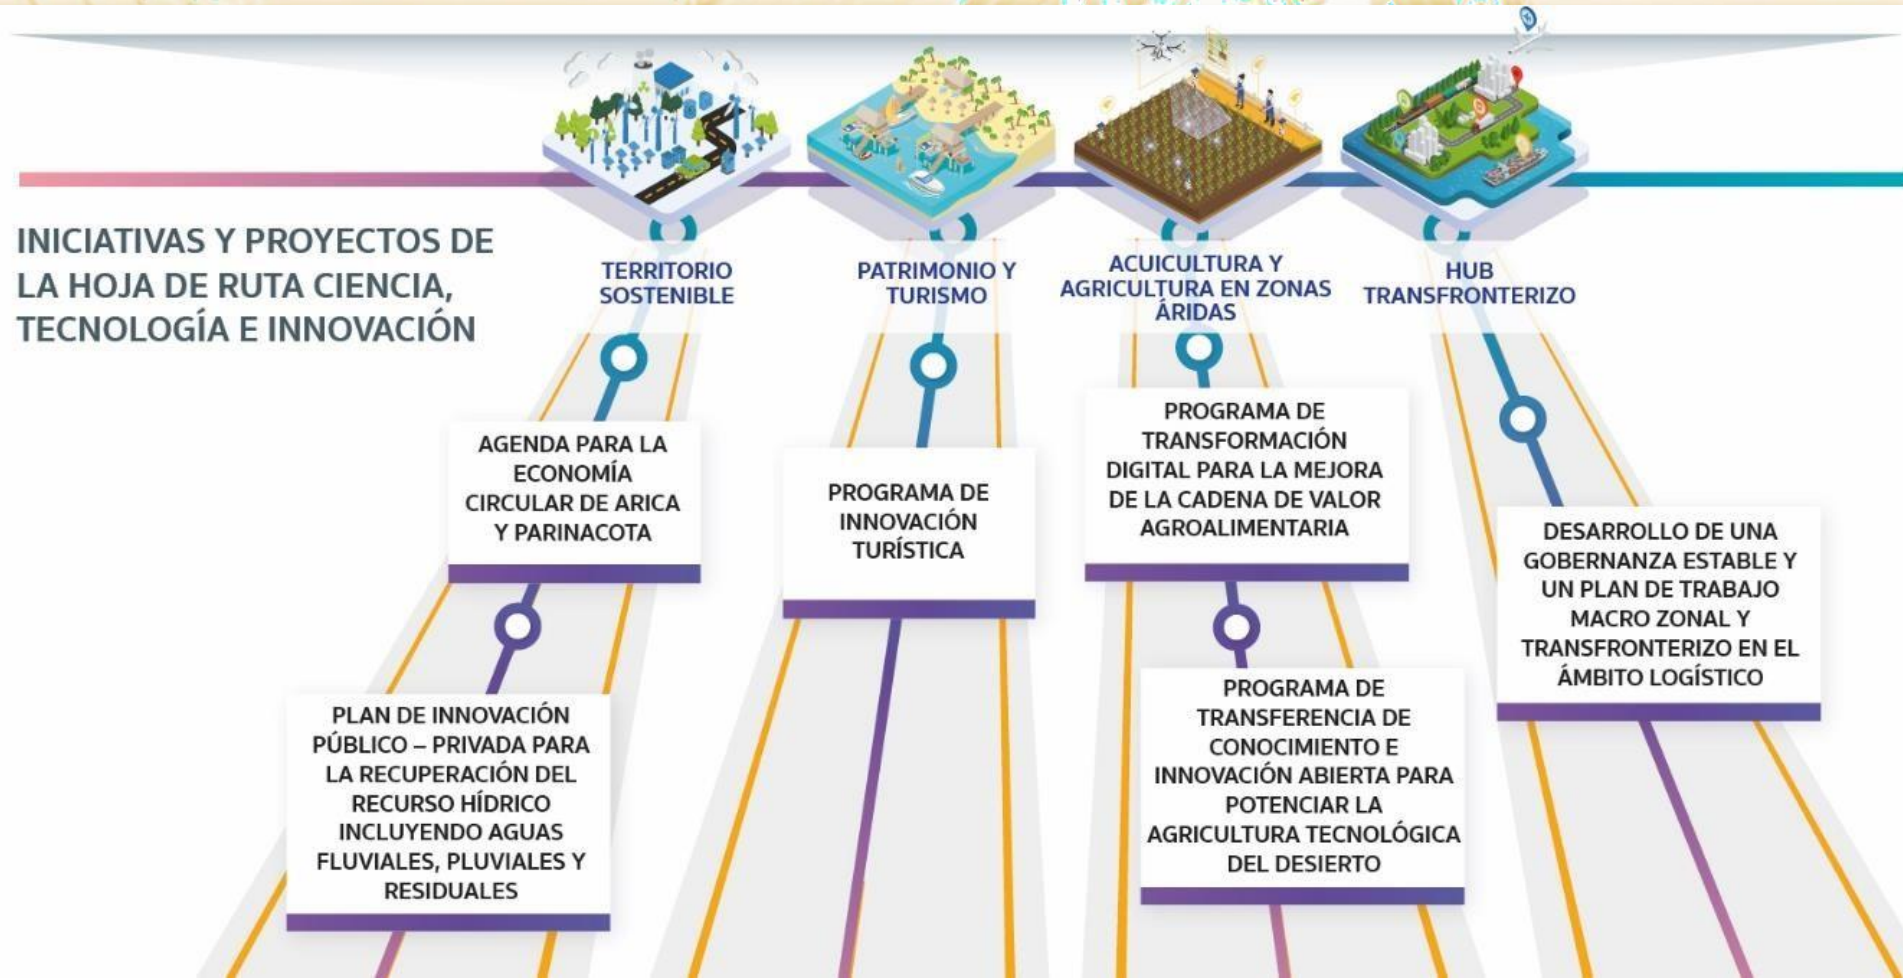 INICIATIVAS Y PROYECTOS DE
LA HOJA DE RUTA CIENCIA,
TECNOLOGÍA E INNOVACIÓN
TERRITORIO
SOSTENIBLE
AGENDA PARA LA
ECONOMÍA
CIRCULAR DE ARICA
Y PARINACOTA
PLAN DE INNOVACIÓN
PÚBLICO – PRIVADA PARA
LA RECUPERACIÓN DEL
RECURSO HÍDRICO
INCLUYENDO AGUAS
FLUVIALES, PLUVIALES Y
RESIDUALES
PATRIMONIO Y
TURISMO
PROGRAMA DE
INNOVACIÓN
TURÍSTICA
ACUICULTURA Y
AGRICULTURA EN ZONAS
ÁRIDAS
PROGRAMA DE
TRANSFORMACIÓN
DIGITAL PARA LA MEJORA
DE LA CADENA DE VALOR
AGROALIMENTARIA
PROGRAMA DE
TRANSFERENCIA DE
CONOCIMIENTO E
INNOVACIÓN ABIERTA PARA
POTENCIAR LA
AGRICULTURA TECNOLÓGICA
DEL DESIERTO
HUB
TRANSFRONTERIZO
DESARROLLO DE UNA
GOBERNANZA ESTABLE Y
UN PLAN DE TRABAJO
MACRO ZONAL Y
TRANSFRONTERIZO EN EL
ÁMBITO LOGÍSTICO